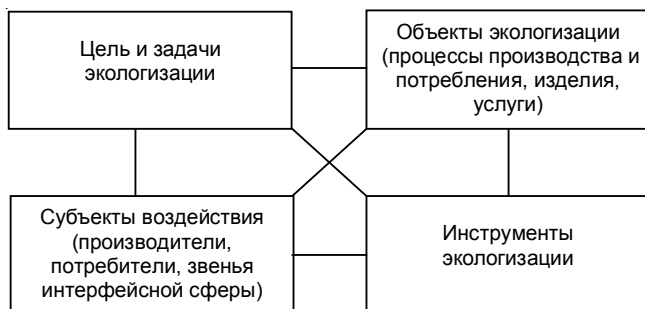 Цель и задачи
экологизации
Объекты экологизации
(процессы производства и
потребления, изделия,
услуги)
Субъекты воздействия
(производители,
потребители, звенья
интерфейсной сферы)
Инструменты
экологизации